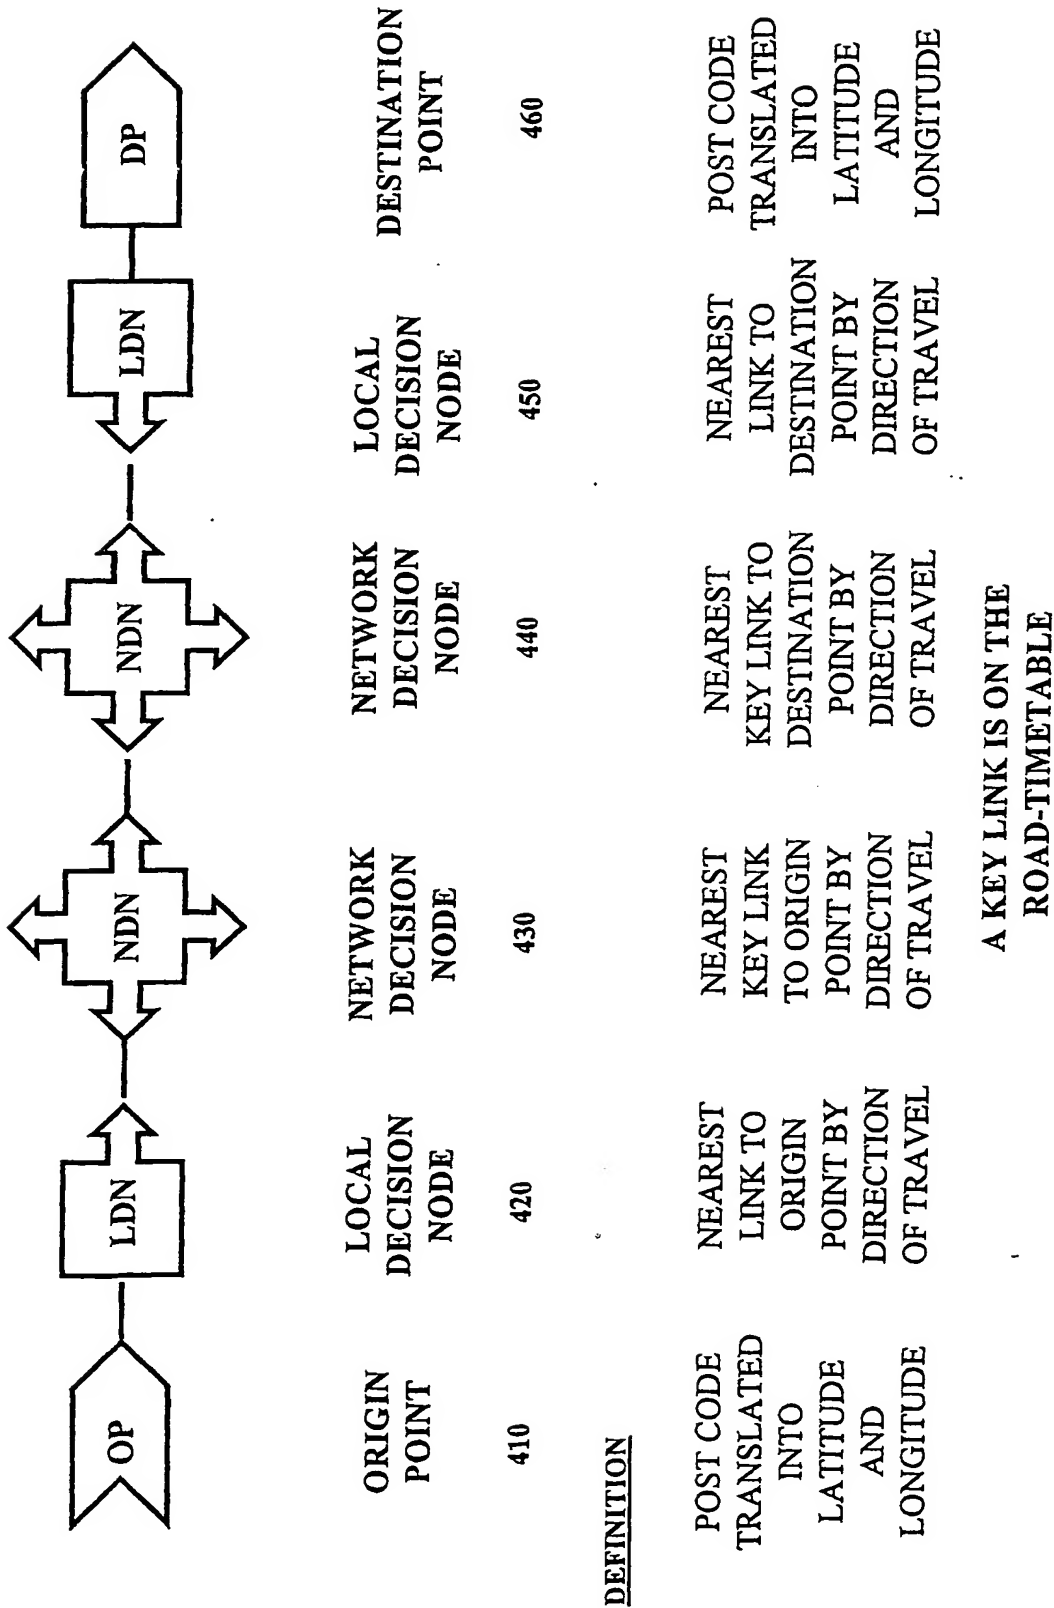 OP
LDN
NDN
NDN
LDN
DP
ORIGIN
POINT
410
LOCAL
DECISION
NODE
420
NETWORK
DECISION
NODE
430
NETWORK
DECISION
NODE
440
LOCAL
DECISION
NODE
450
DESTINATION
POINT
460
DEFINITION
POST CODE
TRANSLATED
INTO
LATITUDE
AND
LONGITUDE
NEAREST
LINK TO
ORIGIN
POINT BY
DIRECTION
OF TRAVEL
NEAREST
KEY LINK
TO ORIGIN
POINT BY
DIRECTION
OF TRAVEL
NEAREST
KEY LINK TO
DESTINATION
POINT BY
DIRECTION
OF TRAVEL
NEAREST
LINK TO
DESTINATION
POINT BY
DIRECTION
OF TRAVEL
POST CODE
TRANSLATED
INTO
LATITUDE
AND
LONGITUDE
A KEY LINK IS ON THE
ROAD-TIMETABLE